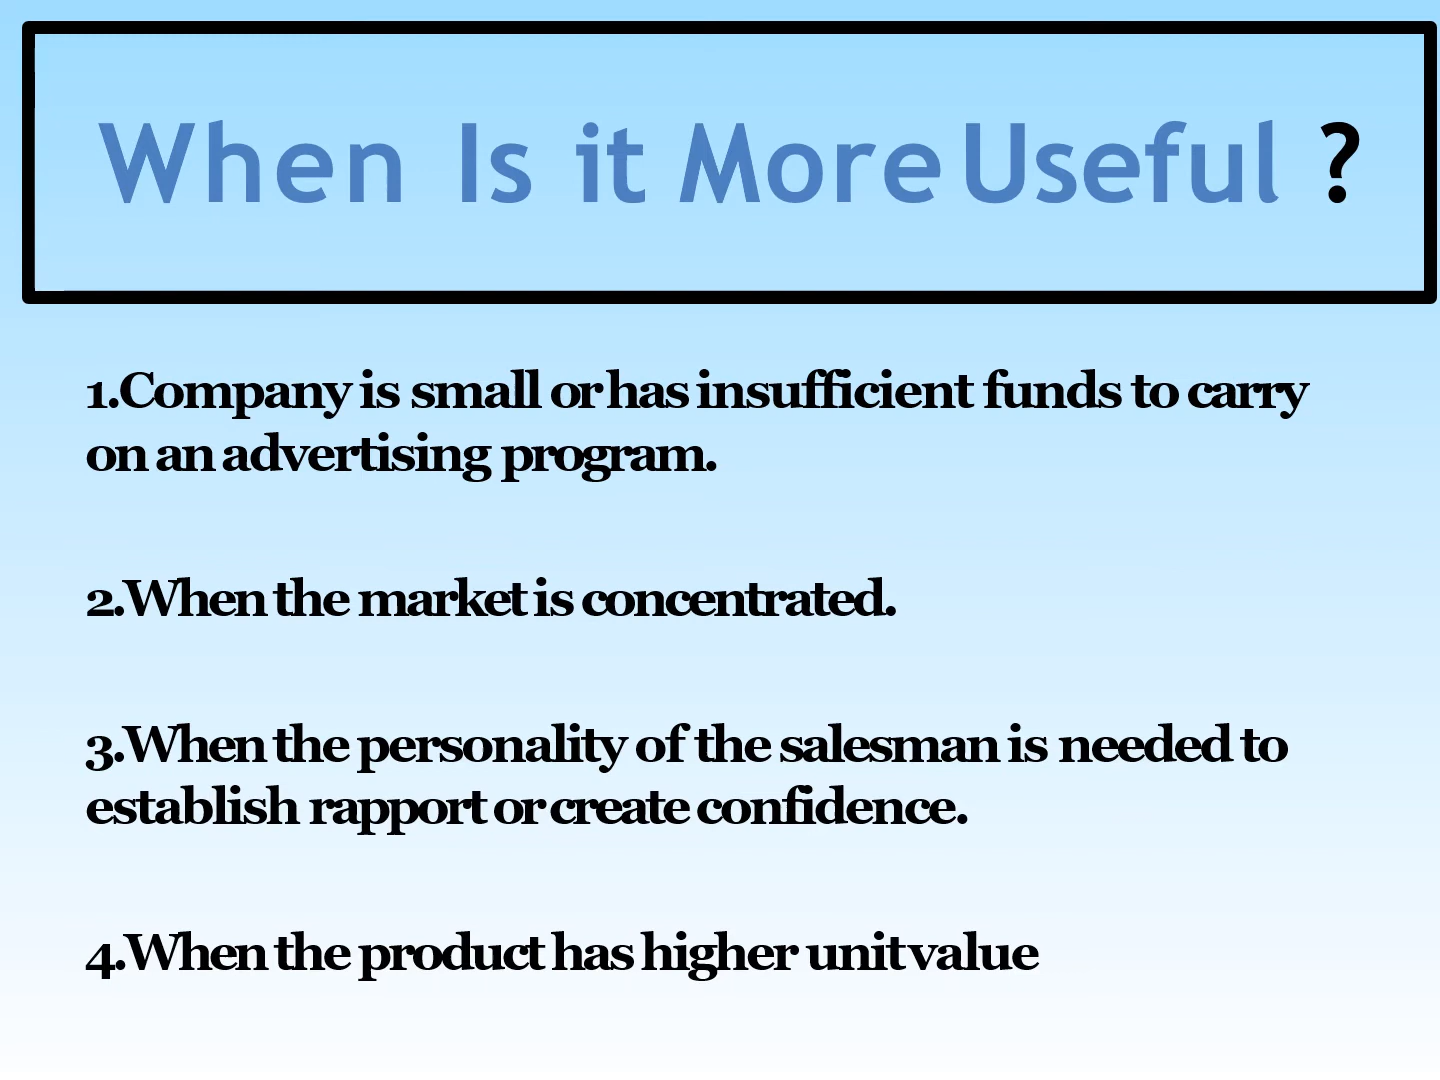 When Is it More Useful ?
1.Company is small or has insufficient funds to carry
on an advertising program.
2.When the market is concentrated.
3.When the personality of the salesman is needed to
establish rapport or create confidence.
4.When the product has higher unit value